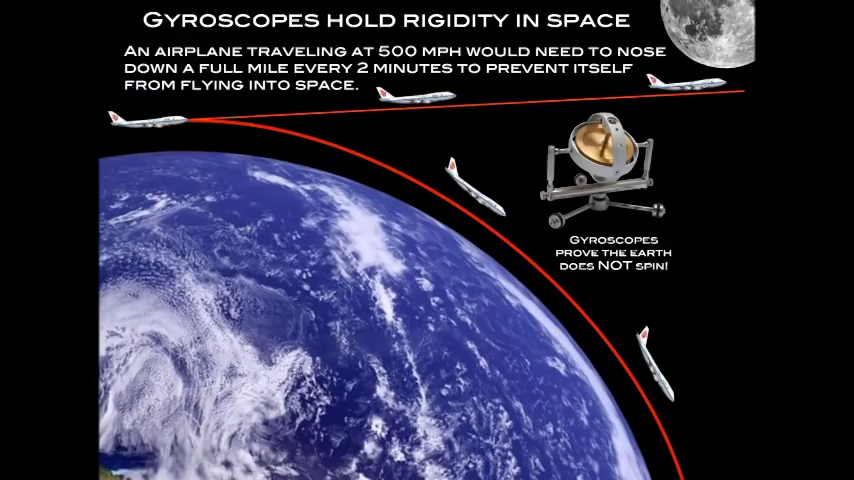 Gyroscopes hold rigidity in space
An airplane traveling at 500 mph would need to nose
down a full mile every 2 minutes to prevent itself
from flying into space.
Gyroscopes
prove the earth
does NOT spin!